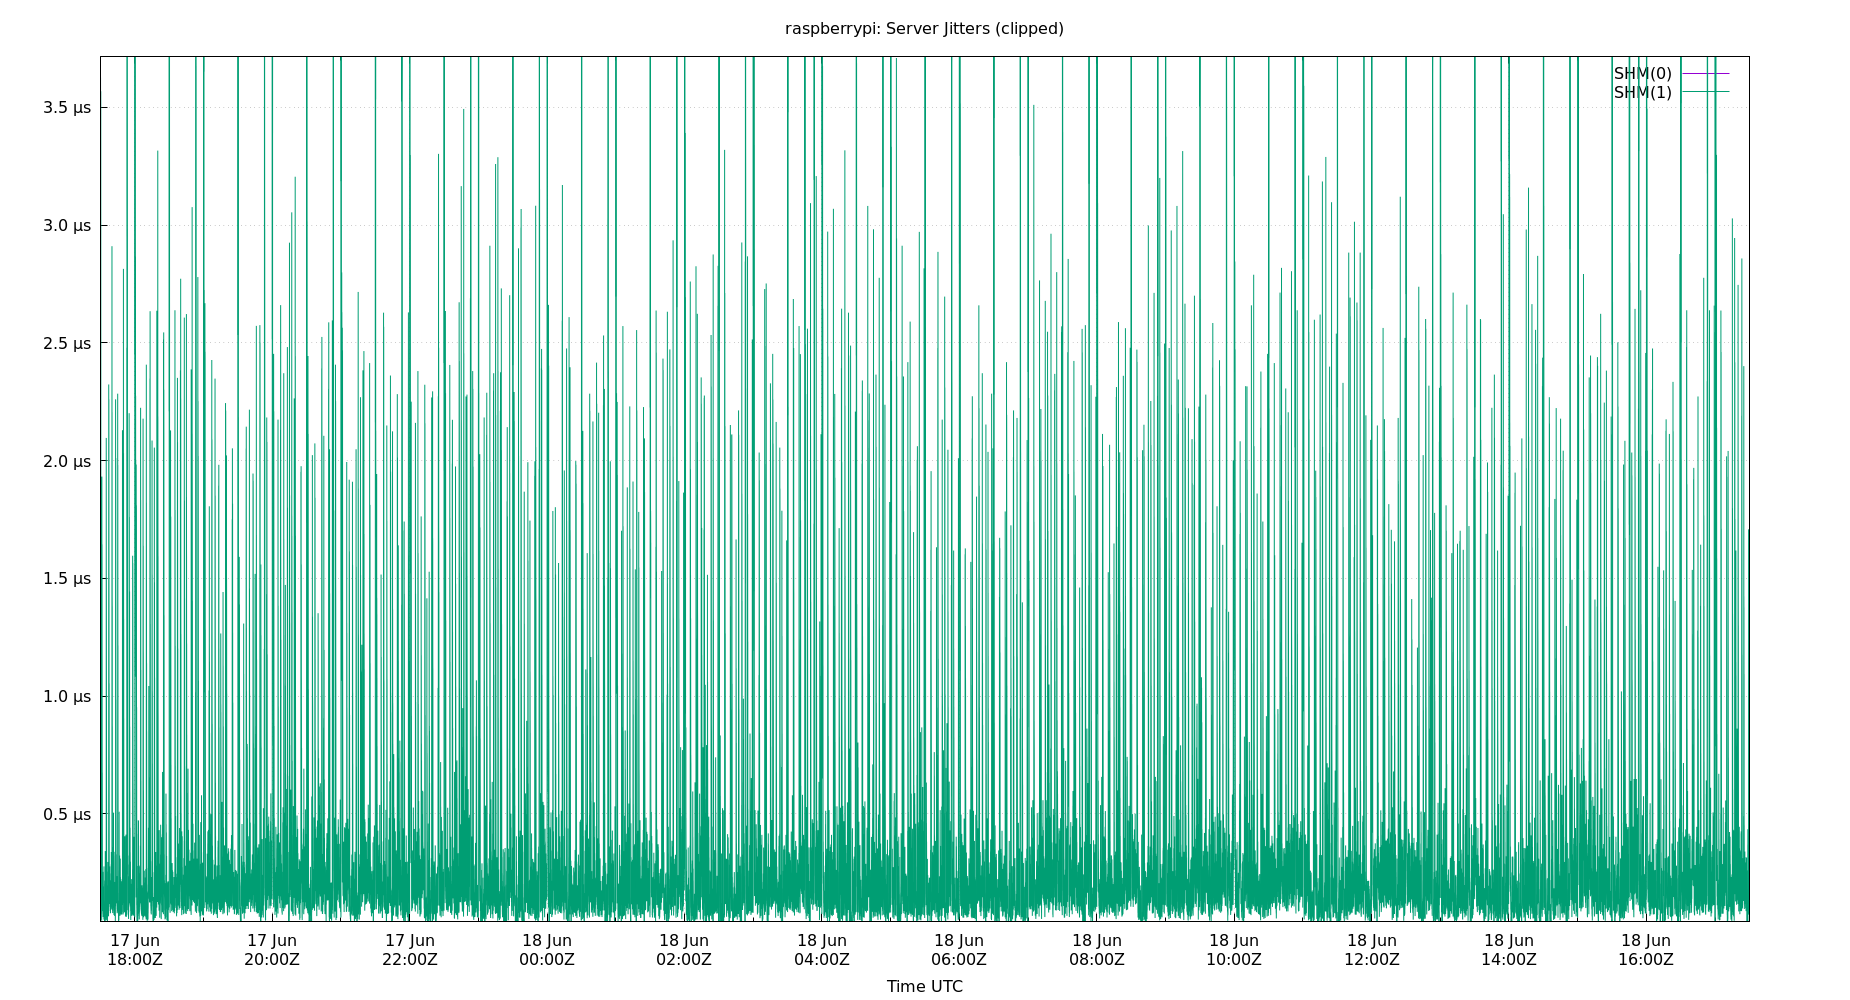 raspberrypi: Server Jitters (clipped)
SHM(0)
SHM(1)
3.5 µs
3.0 µs
2.5 µs
2.0 µs
1.5 µs
1.0 µs
0.5 µs
17 Jun 17 Jun 17 Jun 18 Jun 18 Jun 18 Jun 18 Jun 18 Jun 18 Jun 18 Jun 18 Jun 18 Jun
18:00Z 20:00Z 22:00Z 00:00Z 02:00Z 04:00Z 06:00Z 08:00Z 10:00Z 12:00Z 14:00Z 16:00Z
Time UTC